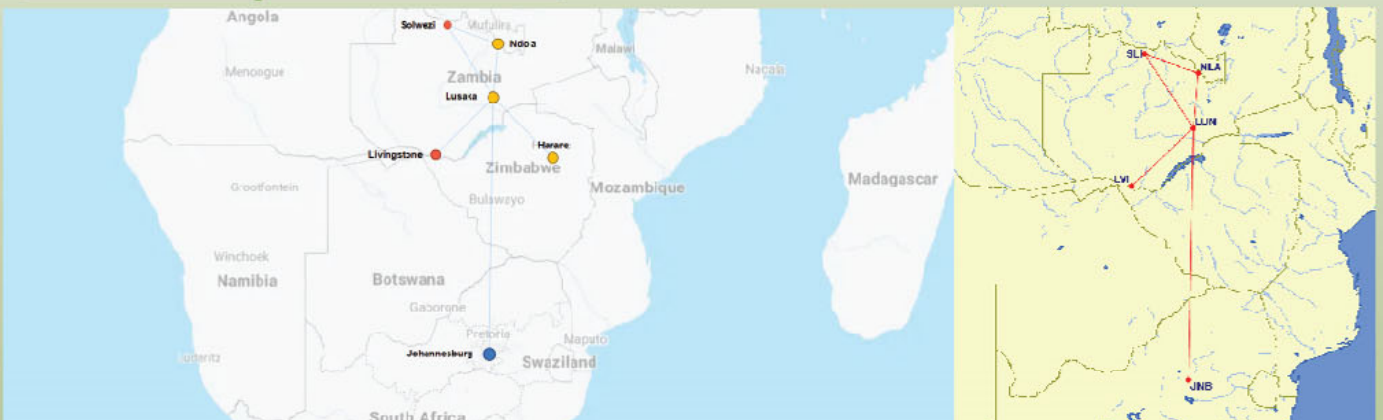 Angola
Solwezi
Mufulira
Ndola
Malawi
Menongue
Zambia
Nacala
Lusaka
Harare
Livingstone
Zimbabwe
Mozambique
Madagascar
Grootfontein
Bulawayo
Winchoek
Namibia
Botswana
Gaborone
Pretoria
Maputo
Luderitz
Johannesburg
Swaziland
South Africa
SLI
NLA
LUN
LVI
JNB